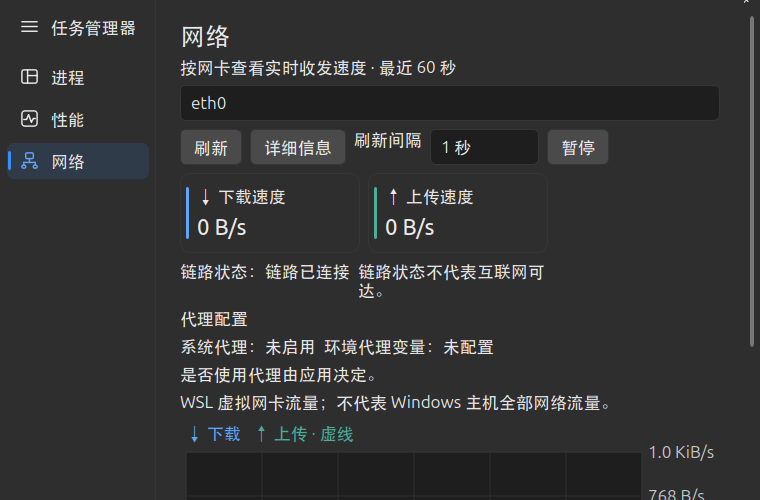 任务管理器
进程
性能
网络
网络
按网卡查看实时收发速度 · 最近 60 秒
eth0
刷新 详细信息 刷新间隔 1 秒 暂停
↓ 下载速度
0 B/s
↑ 上传速度
0 B/s
链路状态：链路已连接 链路状态不代表互联网可
达。
代理配置
系统代理：未启用 环境代理变量：未配置
是否使用代理由应用决定。
WSL 虚拟网卡流量；不代表 Windows 主机全部网络流量。
↓ 下载 ↑ 上传 · 虚线
1.0 KiB/s
768 B/s